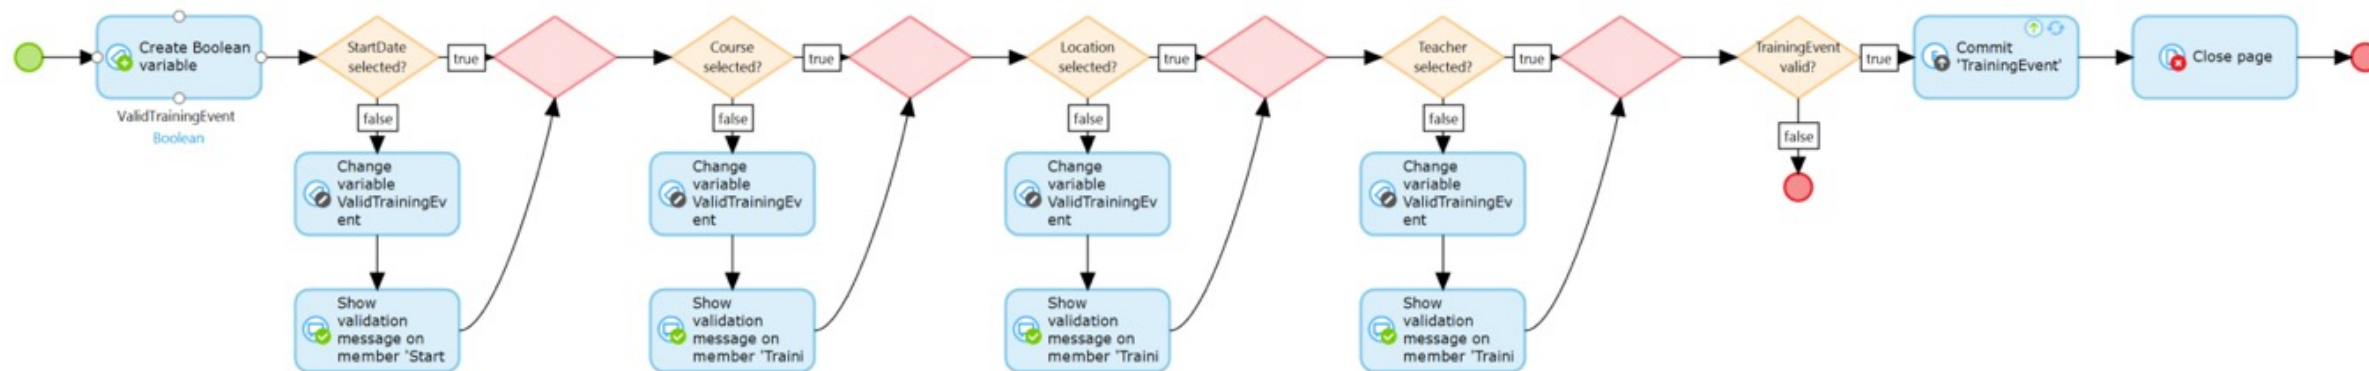 Create Boolean
variable
ValidTrainingEvent
Boolean
StartDate
selected?
true
false
Change
variable
ValidTrainingEv
ent
Show
validation
message on
member 'Start
Course
selected?
true
false
Change
variable
ValidTrainingEv
ent
Show
validation
message on
member 'Traini
Location
selected?
true
false
Change
variable
ValidTrainingEv
ent
Show
validation
message on
member 'Traini
Teacher
selected?
true
false
Change
variable
ValidTrainingEv
ent
Show
validation
message on
member 'Traini
TrainingEvent
valid?
true
false
Commit
'TrainingEvent'
Close page